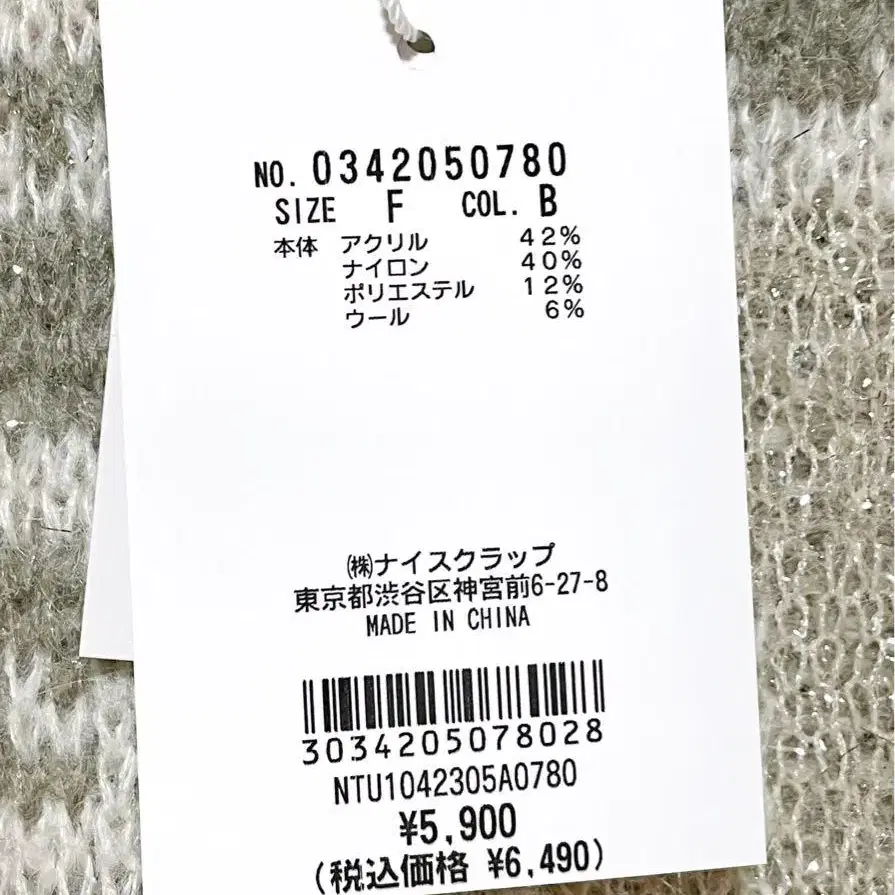 NO. 0342050780
SIZE F COL. B
本体 アクリル 42%
ナイロン 40%
ポリエステル 12%
ウール 6%
㈱ナイスクラップ
東京都渋谷区神宮前6-27-8
MADE IN CHINA
3034205078028
NTU1042305A0780
¥5,900
(税込価格 ¥6,490)